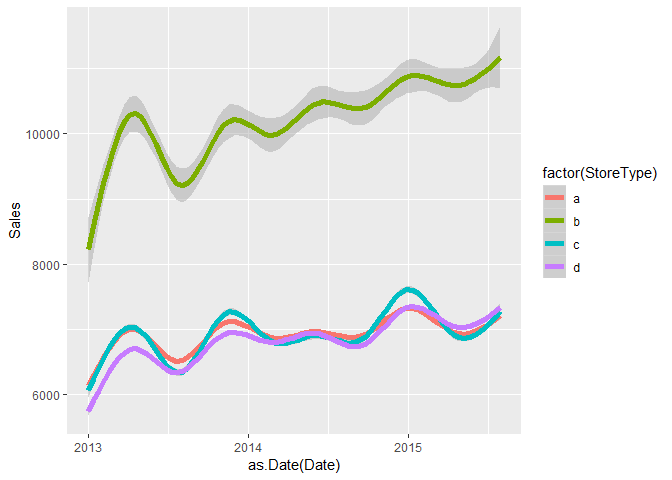 10000
8000
6000
Sales
2013
2014
2015
as.Date(Date)
factor(StoreType)
a
b
c
d